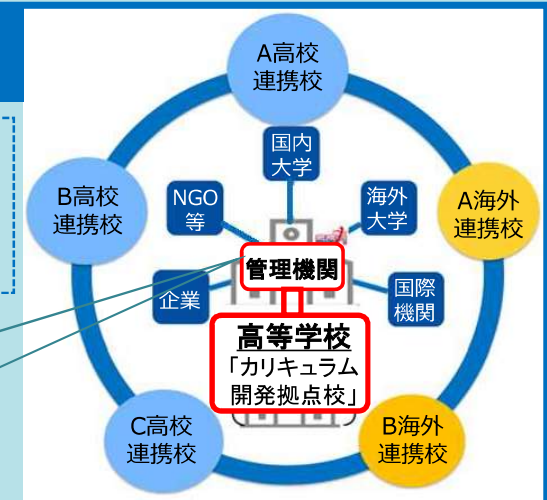 A高校
連携校
国内
大学
B高校
連携校
NGO
等
海外
大学
A海外
連携校
管理機関
企業
国際
機関
高等学校
「カリキュラム
開発拠点校」
C高校
連携校
B海外
連携校